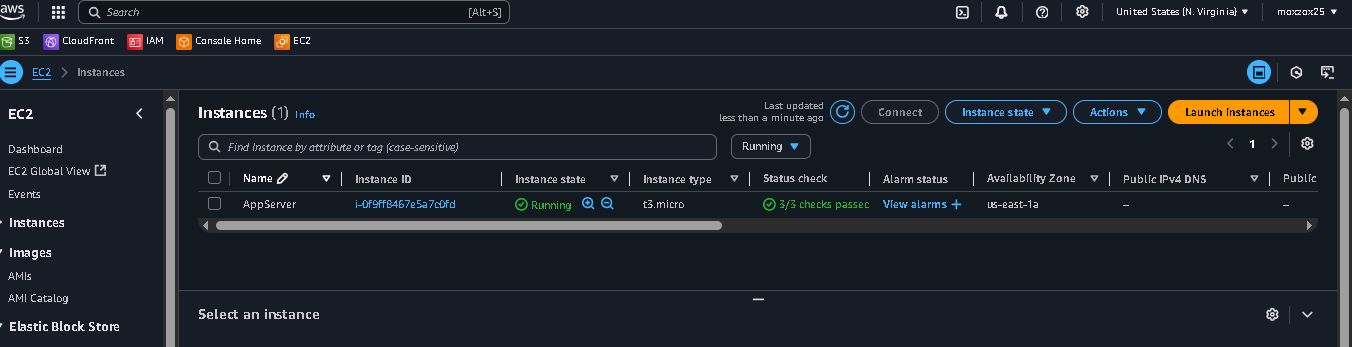 aws
Search [Alt+S] United States (N. Virginia) moxzox25
S3 CloudFront IAM Console Home EC2
EC2 Instances
EC2
Dashboard
EC2 Global View
Events
Instances
Images
AMIs
AMI Catalog
Elastic Block Store
Instances (1) Info
Last updated
less than a minute ago
Connect Instance state Actions Launch instances
Find Instance by attribute or tag (case-sensitive) Running 1
Name Instance ID Instance state Instance type Status check Alarm status Availability Zone Public IPv4 DNS Public
AppServer i-0f9ff8467e5a7c0fd Running t3.micro 3/3 checks passec View alarms + us-east-1a – –
Select an instance